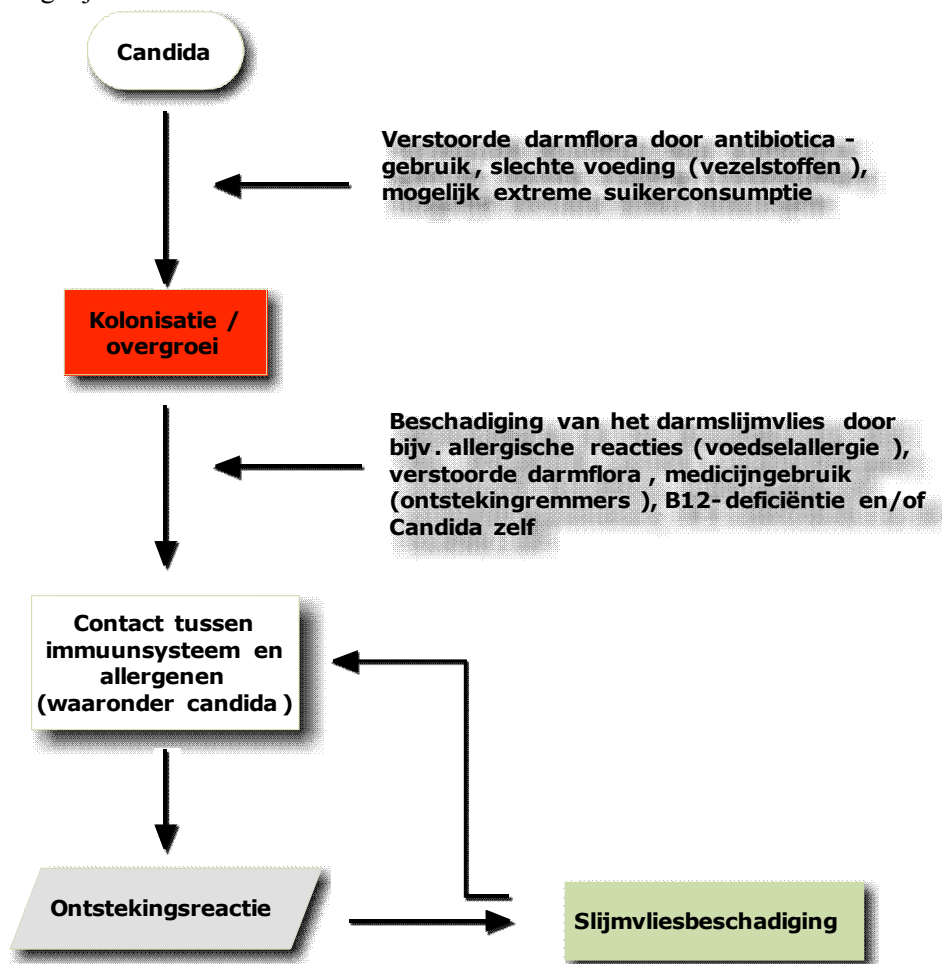 Candida
Verstoorde darmflora door antibiotica -
gebruik , slechte voeding (vezelstoffen ),
mogelijk extreme suikerconsumptie
Kolonisatie /
overgroei
Beschadiging van het darmslijmvlies door
bijv . allergische reacties (voedselallergie ),
verstoorde darmflora , medicijngebruik
(ontstekingremmers ), B12- deficiëntie en/of
Candida zelf
Contact tussen
immuunsysteem en
allergenen
(waaronder candida )
Ontstekingsreactie
Slijmvliesbeschadiging